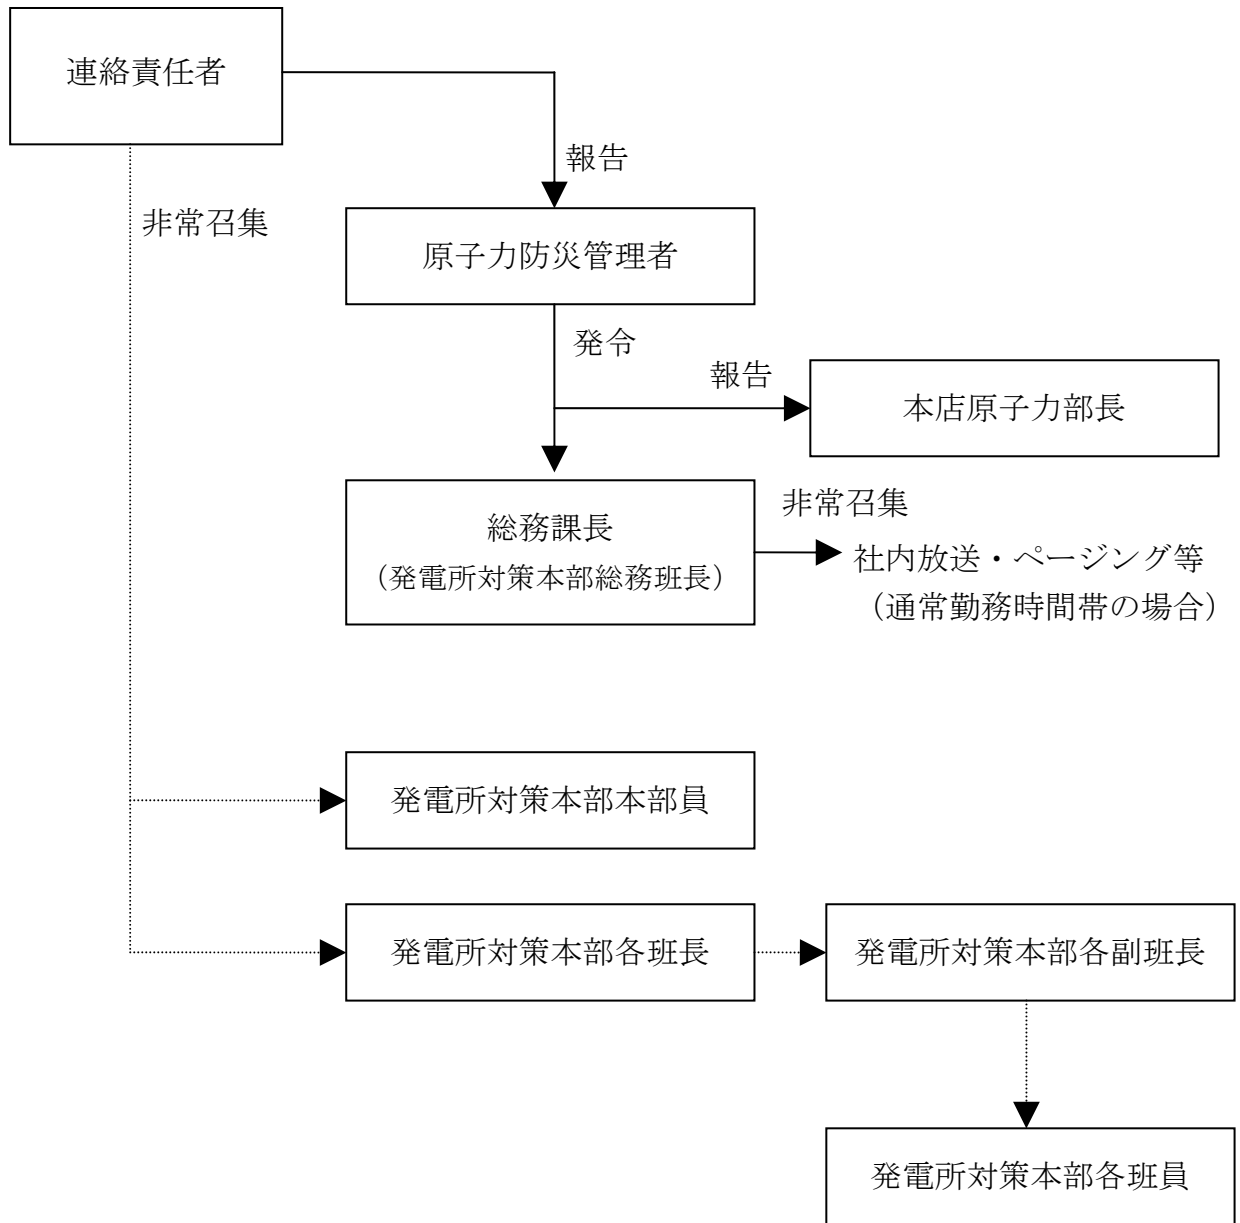 連絡責任者
報告
非常召集
原子力防災管理者
発令
報告
本店原子力部長
総務課長
（発電所対策本部総務班長）
非常召集
社内放送・ページング等
（通常勤務時間帯の場合）
発電所対策本部本部員
発電所対策本部各班長
発電所対策本部各副班長
発電所対策本部各班員